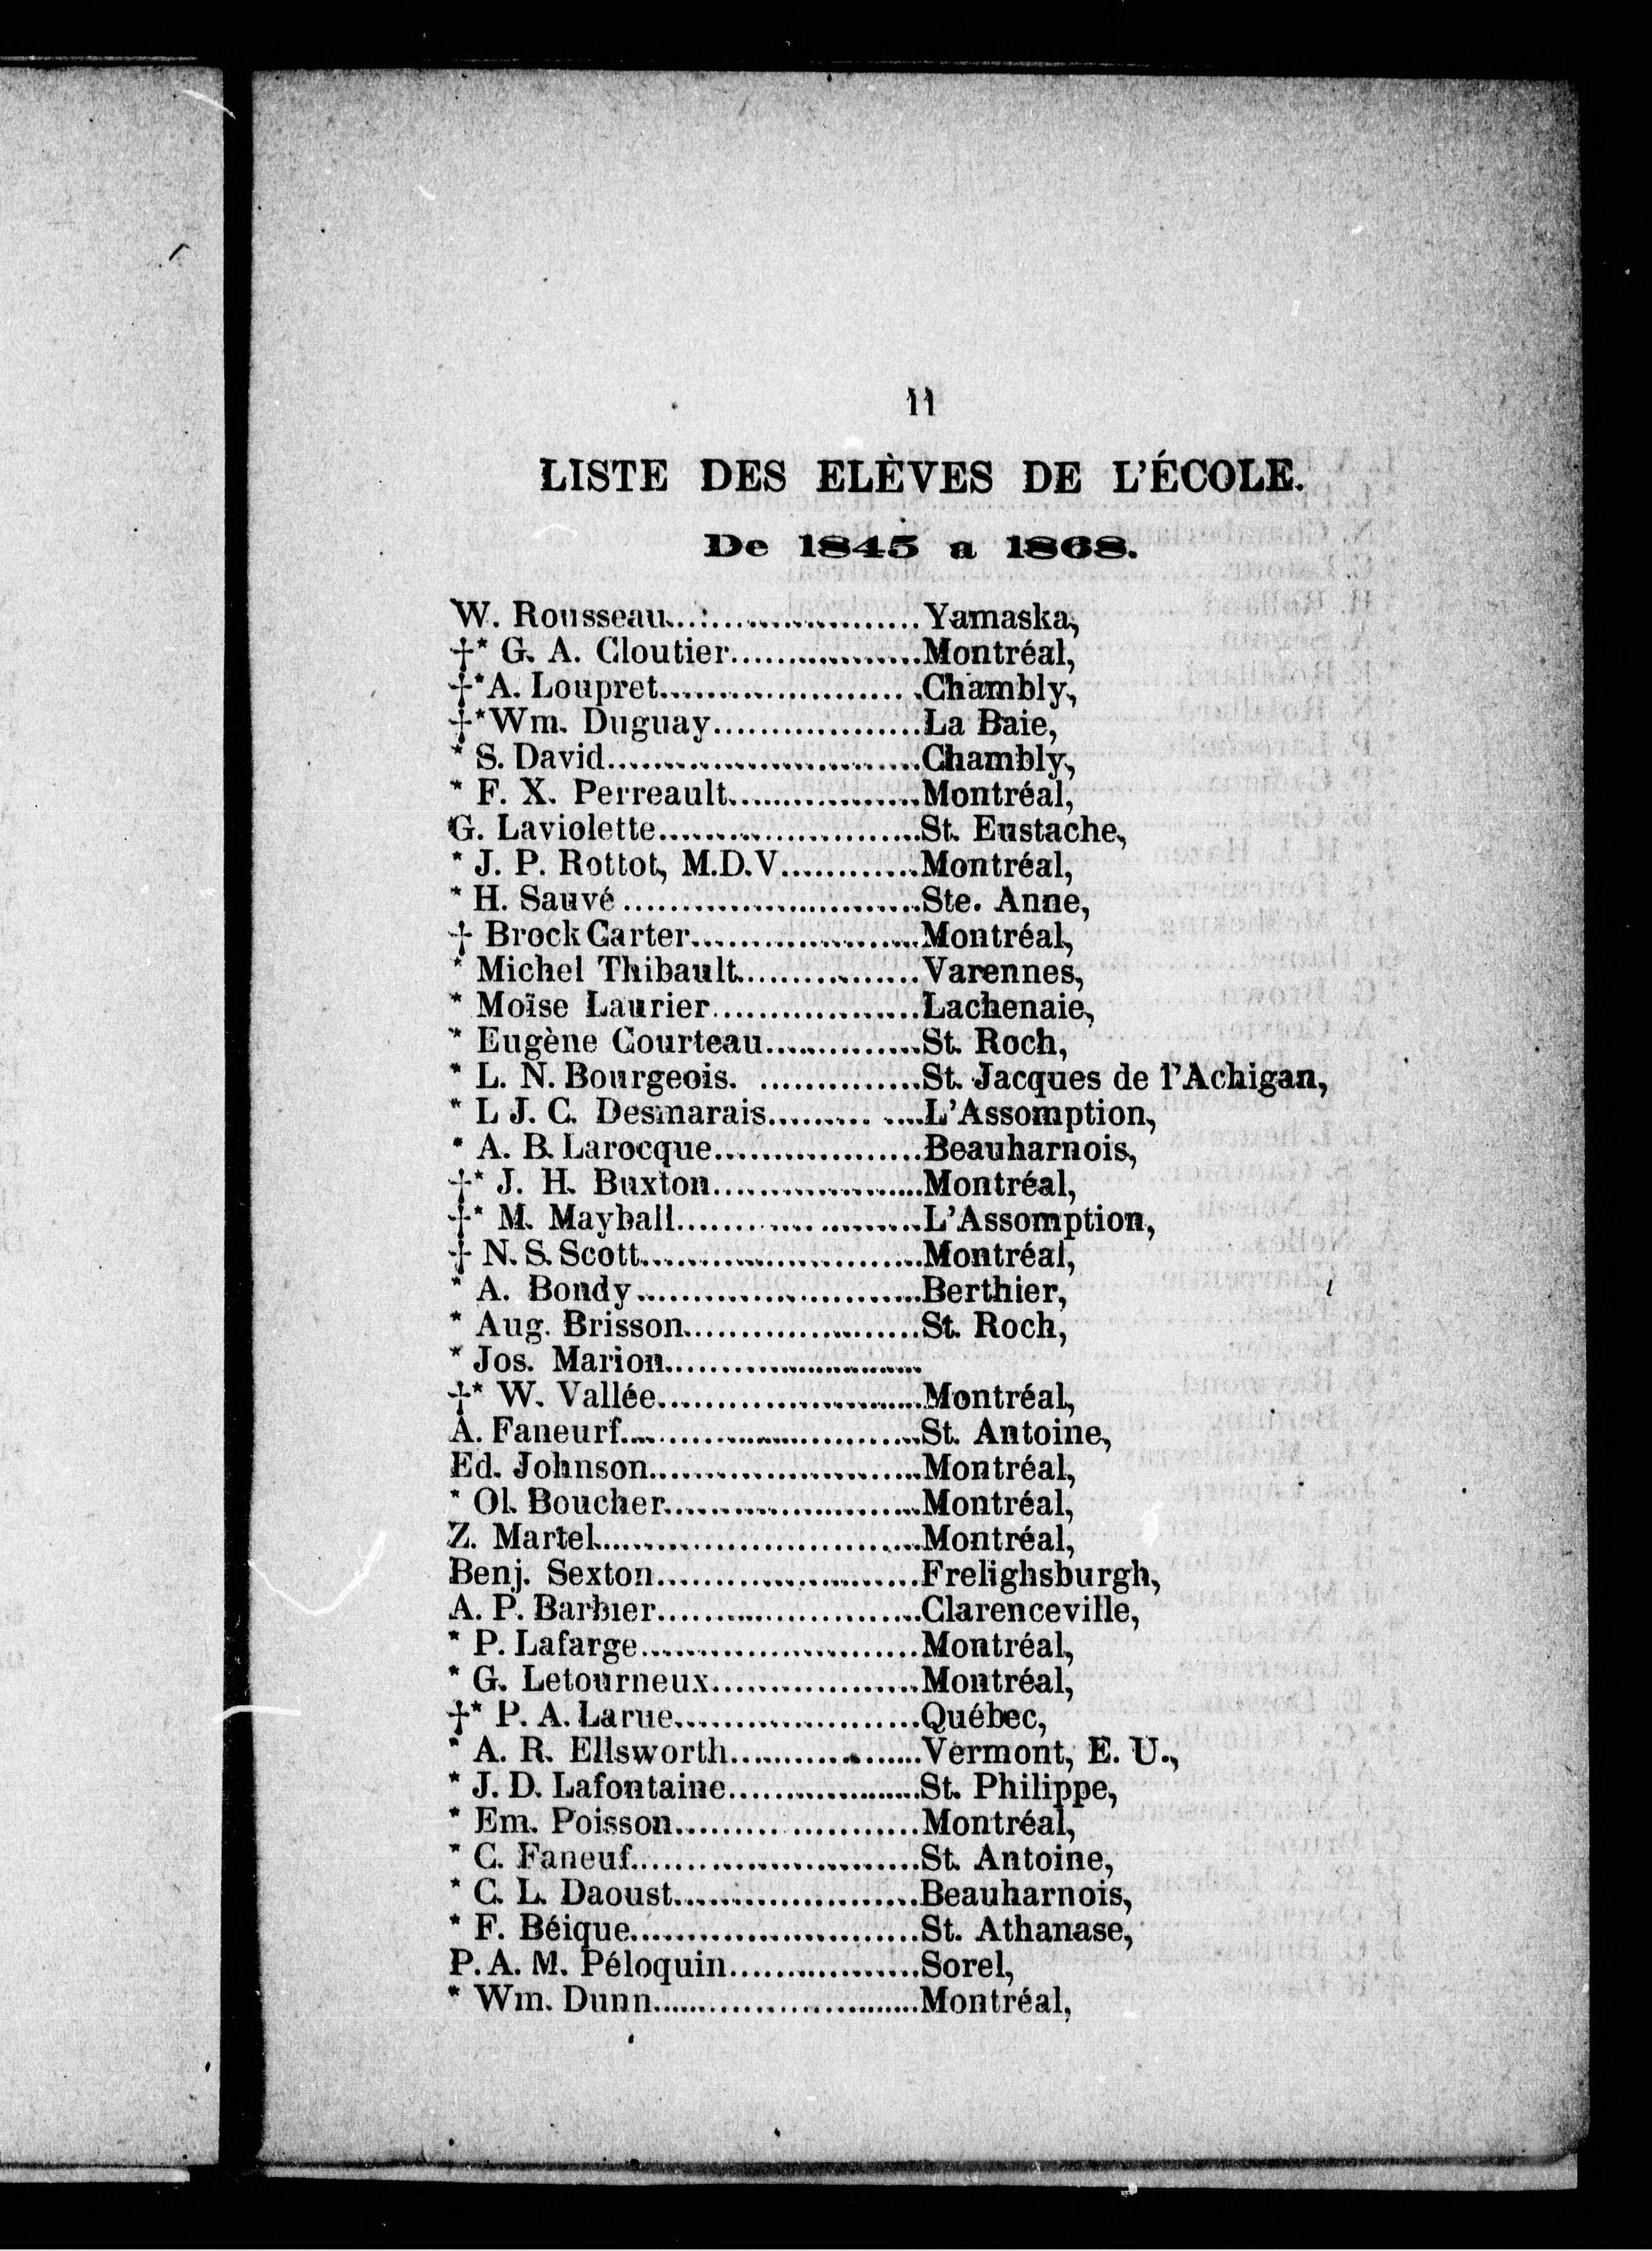 11
LISTE DES ELÈVES DE L'ÉCOLE.
De 1845 a 1868.
W. Rousseau..:....................Yamaska,
†* G. A. Cloutier.................Montréal,
†*A. Loupret......................Chambly,
†*Wm. Duguay..................La Baie,
* S. David...........................Chambly,
* F. X. Perreault.................Montréal,
G. Laviolette.......................St. Eustache,
* J. P. Rottot, M.D.V............Montréal,
* H. Sauvé..........................Ste. Anne,
† Brock Carter....................Montréal,
* Michel Thibault................Varennes,
* Moïse Laurier..................Lachenaie,
* Eugène Courteau..............St. Roch,
* L. N. Bourgeois. ..............St. Jacques de l'Achigan,
* L J. C. Desmarais......... ....L'Assomption,
* A. B. Larocque..................Beauharnois,
†* J. H. Buxton...................Montréal,
†* M. Mayball.....................L'Assomption,
† N. S. Scott.........................Montréal,
* A. Bondy.........................Berthier,
* Aug. Brisson....................St. Roch,
* Jos. Marion.......................
†* W. Vallée.......................Montréal,
A. Faneurf..........................St. Antoine,
Ed. Johnson........................Montréal,
* Ol. Boucher......................Montréal,
Z. Martel............................Montréal,
Benj. Sexton.......................Frelighsburgh,
A. P. Barbier.......................Clarenceville,
* P. Lafarge........................Montréal,
* G. Letourneux..................Montréal,
†* P. A. Larue.....................Québec,
* A. R. Ellsworth.................Vermont, E. U.,
* J. D. Lafontaine.................St. Philippe,
* Em. Poisson.....................Montréal,
* C. Faneuf.........................St. Antoine,
* C. L. Daoust.....................Beauharnois,
* F. Béique.........................St. Athanase,
P. A. M. Péloquin.................Sorel,
* Wm. Dunn.......................Montréal,